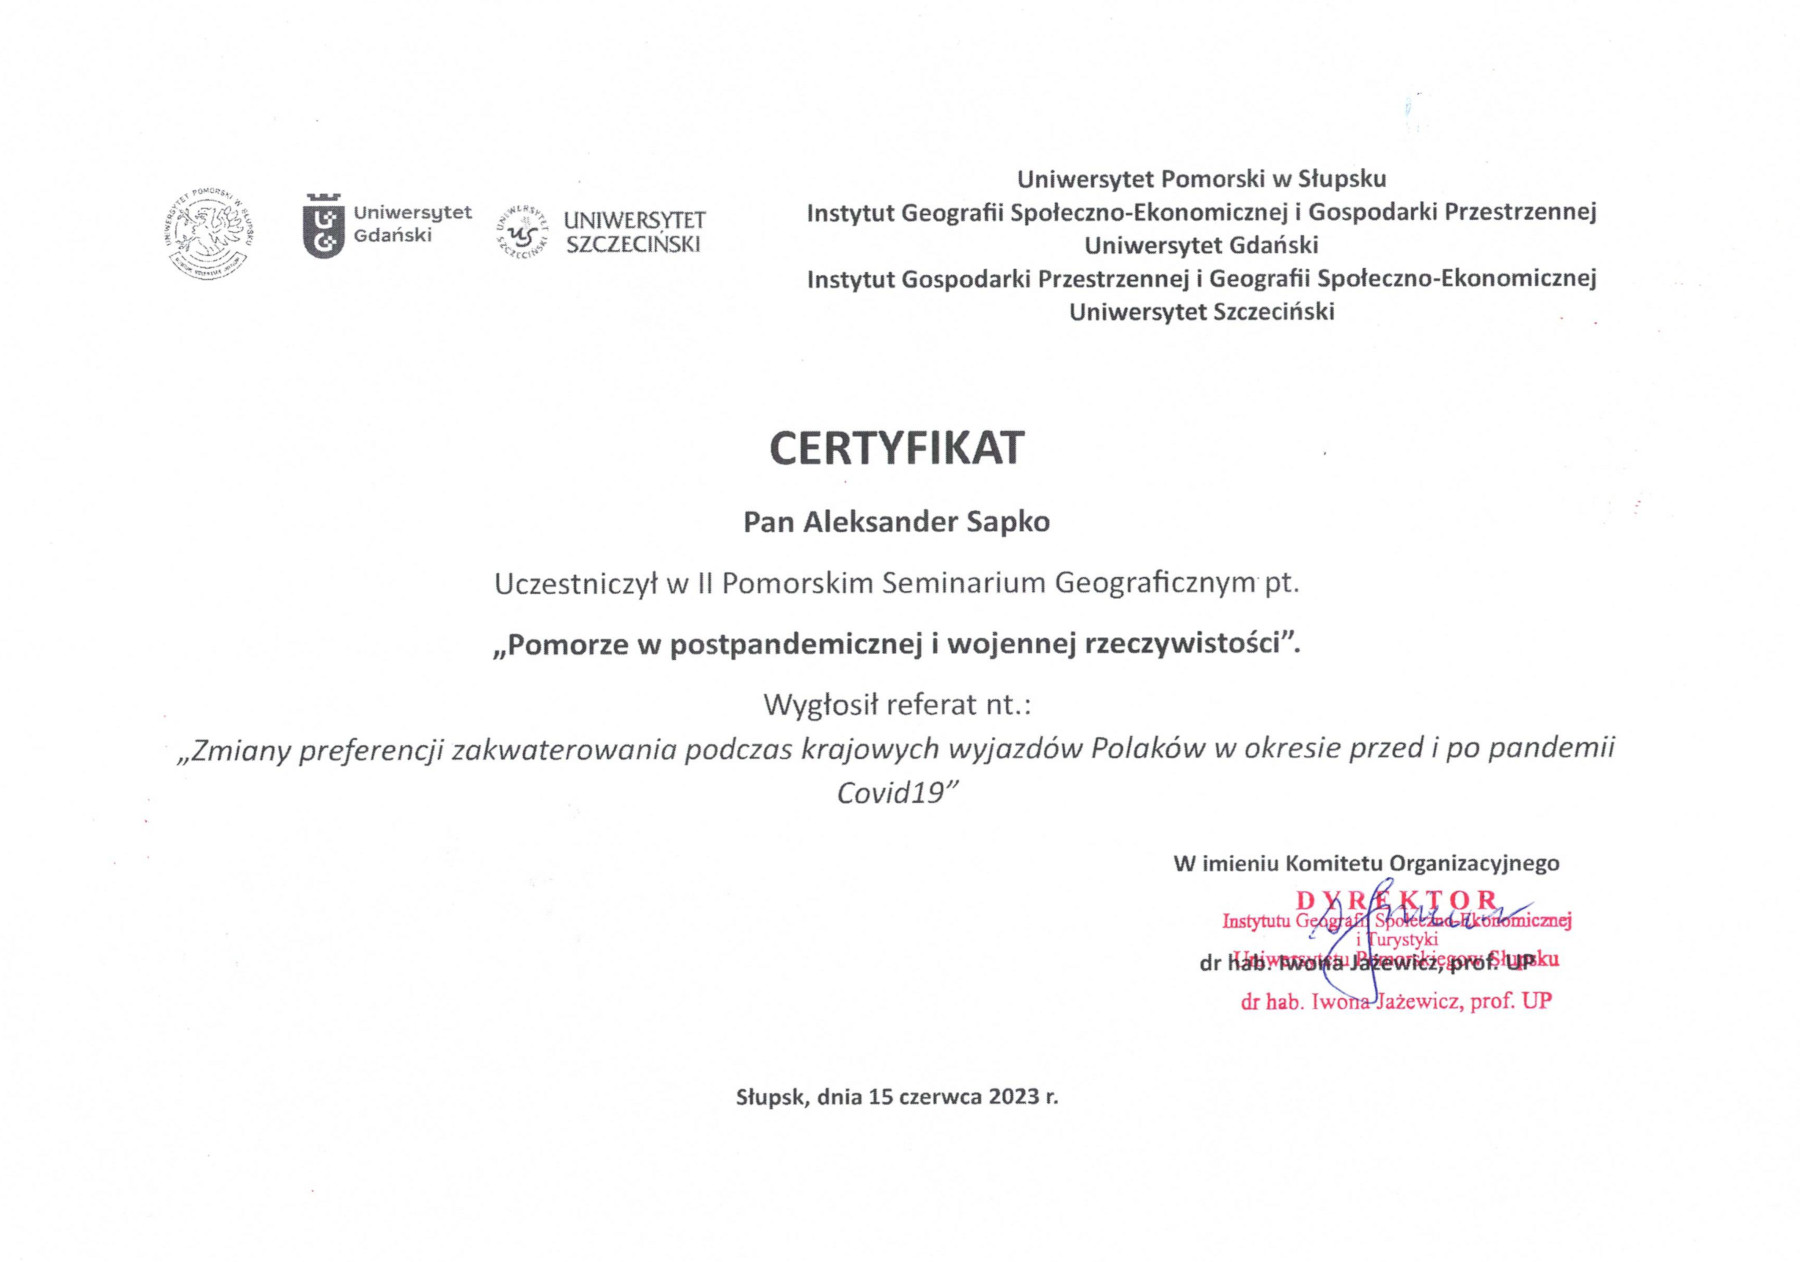 UNIWERSYTET POMORSKI W SŁUPSKU
Uniwersytet
Gdański
UNIWERSYTET
SZCZECIŃSKI
UNIWERSYTET
SZCZECIŃSKI
Uniwersytet Pomorski w Słupsku
Instytut Geografii Społeczno-Ekonomicznej i Gospodarki Przestrzennej
Uniwersytet Gdański
Instytut Gospodarki Przestrzennej i Geografii Społeczno-Ekonomicznej
Uniwersytet Szczeciński
CERTYFIKAT
Pan Aleksander Sapko
Uczestniczył w II Pomorskim Seminarium Geograficznym pt.
„Pomorze w postpandemicznej i wojennej rzeczywistości”.
Wygłosił referat nt.:
„Zmiany preferencji zakwaterowania podczas krajowych wyjazdów Polaków w okresie przed i po pandemii
Covid19”
W imieniu Komitetu Organizacyjnego
DYREKTOR
Instytutu Geografii Społeczno-Ekonomicznej
i Turystyki
Uniwersytetu Pomorskiego w Słupsku
dr hab. Iwona Jażewicz, prof. UP
dr hab. Iwona Jażewicz, prof. UP
Słupsk, dnia 15 czerwca 2023 r.